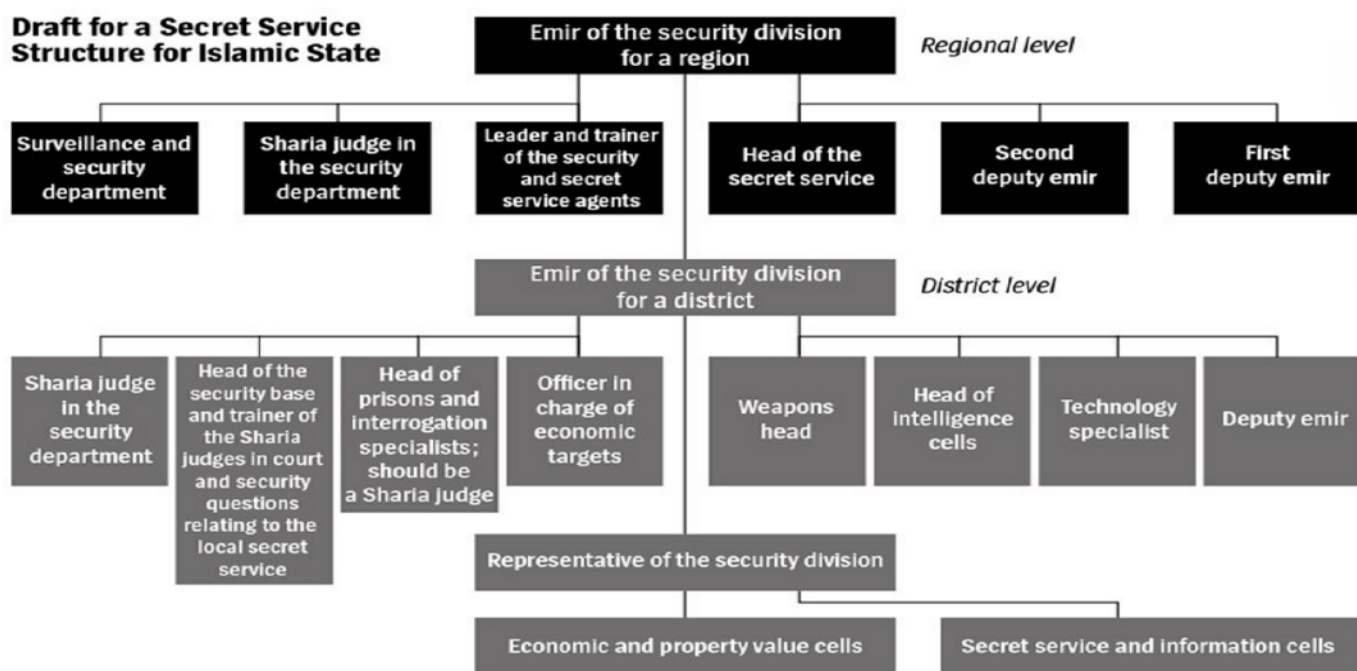 Draft for a Secret Service
Structure for Islamic State
Emir of the security division
for a region
Regional level
Surveillance and
security
department
Sharia judge in
the security
department
Leader and trainer
of the security
and secret
service agents
Head of the
secret service
Second
deputy emir
First
deputy emir
Emir of the security division
for a district
District level
Sharia judge
in the
security
department
Head of the
security base
and trainer of
the Sharia
judges in court
and security
questions
relating to the
local secret
service
Head of
prisons and
interrogation
specialists;
should be
a Sharia judge
Officer in
charge of
economic
targets
Weapons
head
Head of
intelligence
cells
Technology
specialist
Deputy emir
Representative of the security division
Economic and property value cells
Secret service and information cells